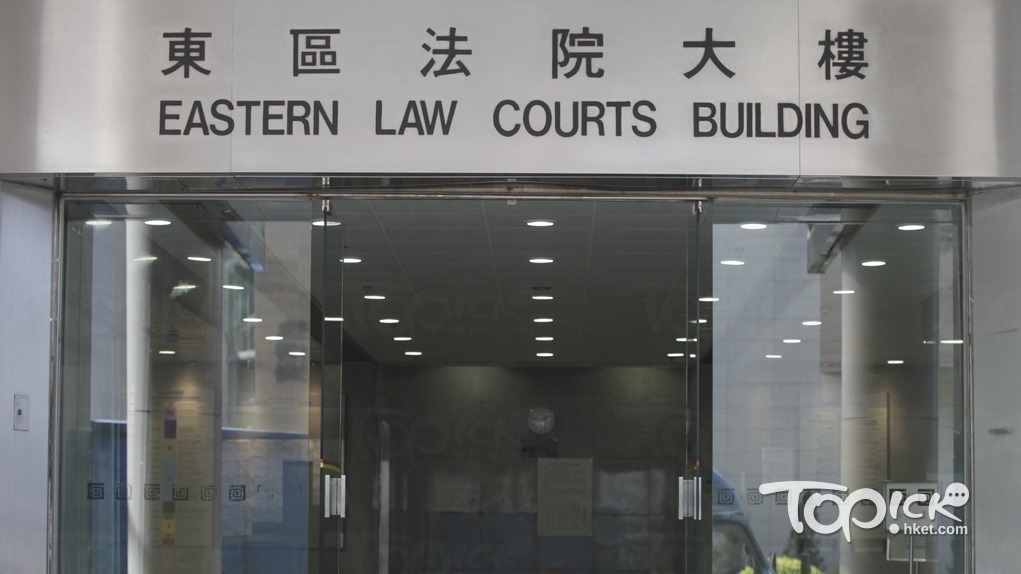 東區法院大樓
EASTERN LAW COURTS BUILDING
TOPick
hket.com